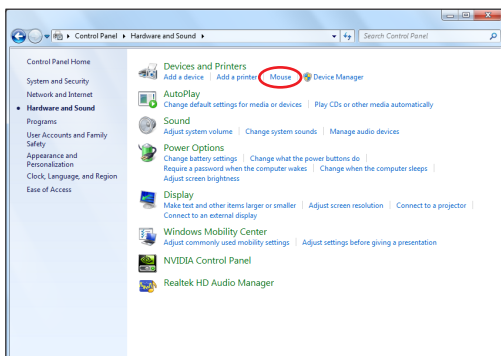 Control Panel ▸ Hardware and Sound ▸
Search Control Panel
Control Panel Home
System and Security
Network and Internet
Hardware and Sound
Programs
User Accounts and Family
Safety
Appearance and
Personalization
Clock, Language, and Region
Ease of Access
Devices and Printers
Add a device | Add a printer | Mouse | Device Manager
AutoPlay
Change default settings for media or devices | Play CDs or other media automatically
Sound
Adjust system volume | Change system sounds | Manage audio devices
Power Options
Change battery settings | Change what the power buttons do |
Require a password when the computer wakes | Change when the computer sleeps |
Adjust screen brightness
Display
Make text and other items larger or smaller | Adjust screen resolution | Connect to a projector |
Connect to an external display
Windows Mobility Center
Adjust commonly used mobility settings | Adjust settings before giving a presentation
NVIDIA Control Panel
Realtek HD Audio Manager